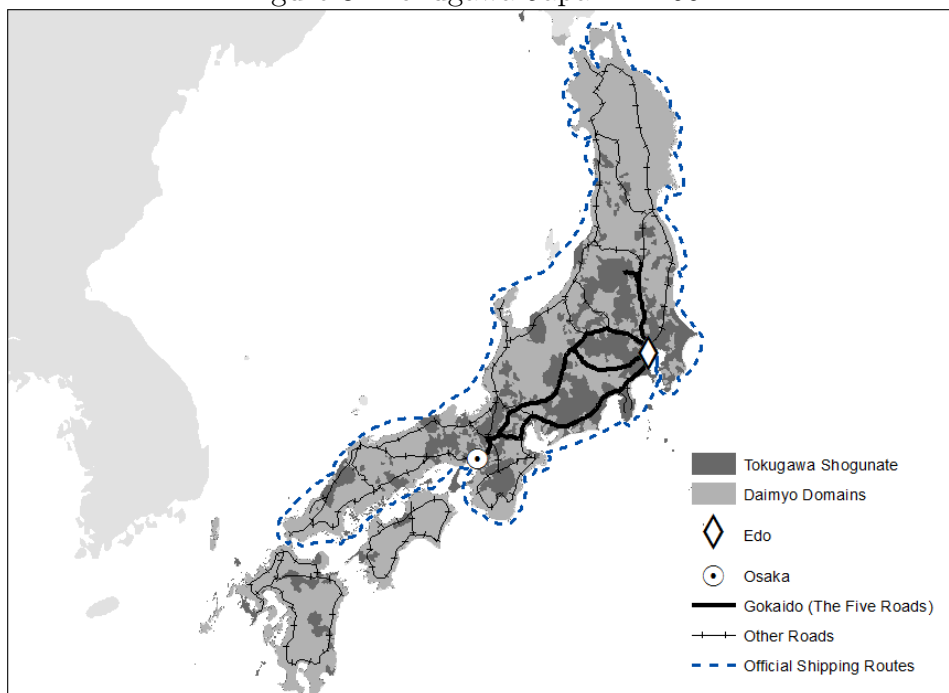 Tokugawa Shogunate
Daimyo Domains
Edo
Osaka
Gokaido (The Five Roads)
Other Roads
Official Shipping Routes